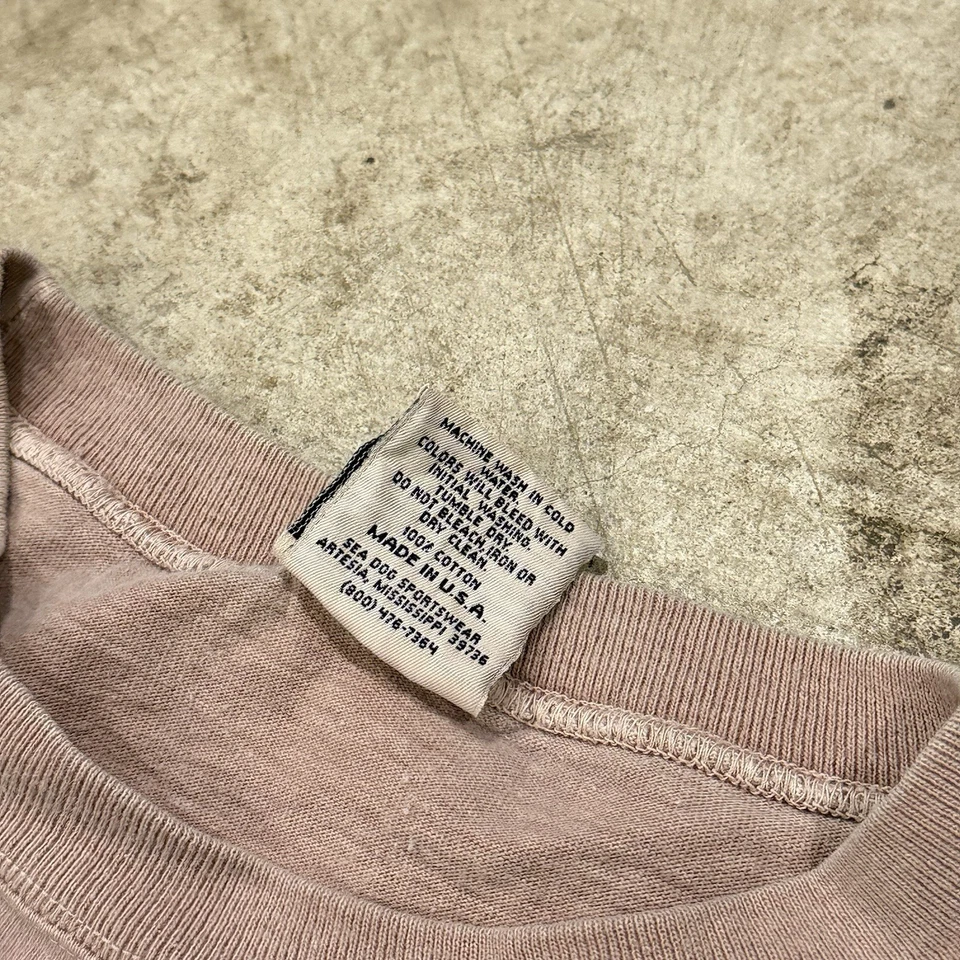 MACHINE WASH IN COLD
WATER.
COLORS WILL BLEED WITH
INITIAL WASHING.
TUMBLE DRY.
DO NOT BLEACH, IRON OR
DRY CLEAN
100% COTTON
MADE IN U.S.A.
SEA DOG SPORTSWEAR
ARTESIA, MISSISSIPPI 39736
(800) 476-7364